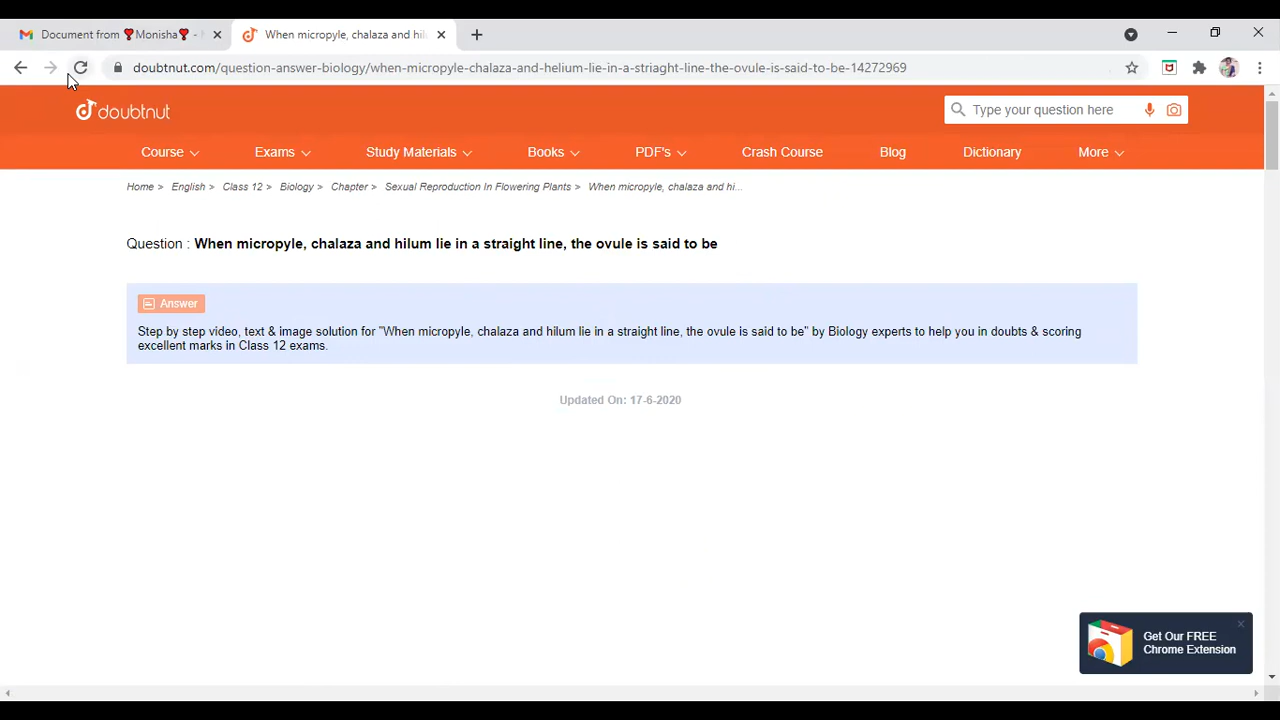 Document from ❣Monisha❣ -
When micropyle, chalaza and hil
doubtnut.com/question-answer-biology/when-micropyle-chalaza-and-helium-lie-in-a-striaght-line-the-ovule-is-said-to-be-14272969
doubtnut
Type your question here
Course Exams Study Materials Books PDF's Crash Course Blog Dictionary More
Home > English > Class 12 > Biology > Chapter > Sexual Reproduction In Flowering Plants > When micropyle, chalaza and hi...
Question : When micropyle, chalaza and hilum lie in a straight line, the ovule is said to be
Answer
Step by step video, text & image solution for "When micropyle, chalaza and hilum lie in a straight line, the ovule is said to be" by Biology experts to help you in doubts & scoring
excellent marks in Class 12 exams.
Updated On: 17-6-2020
Get Our FREE
Chrome Extension